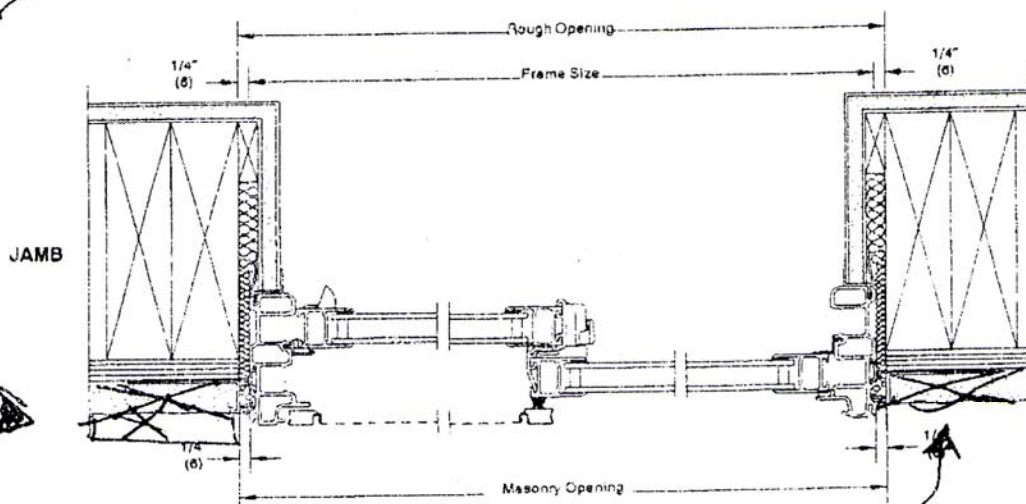 Rough Opening
1/4"
(6)
Frame Size
1/4"
(6)
JAMB
1/4
(6)
Masonry Opening